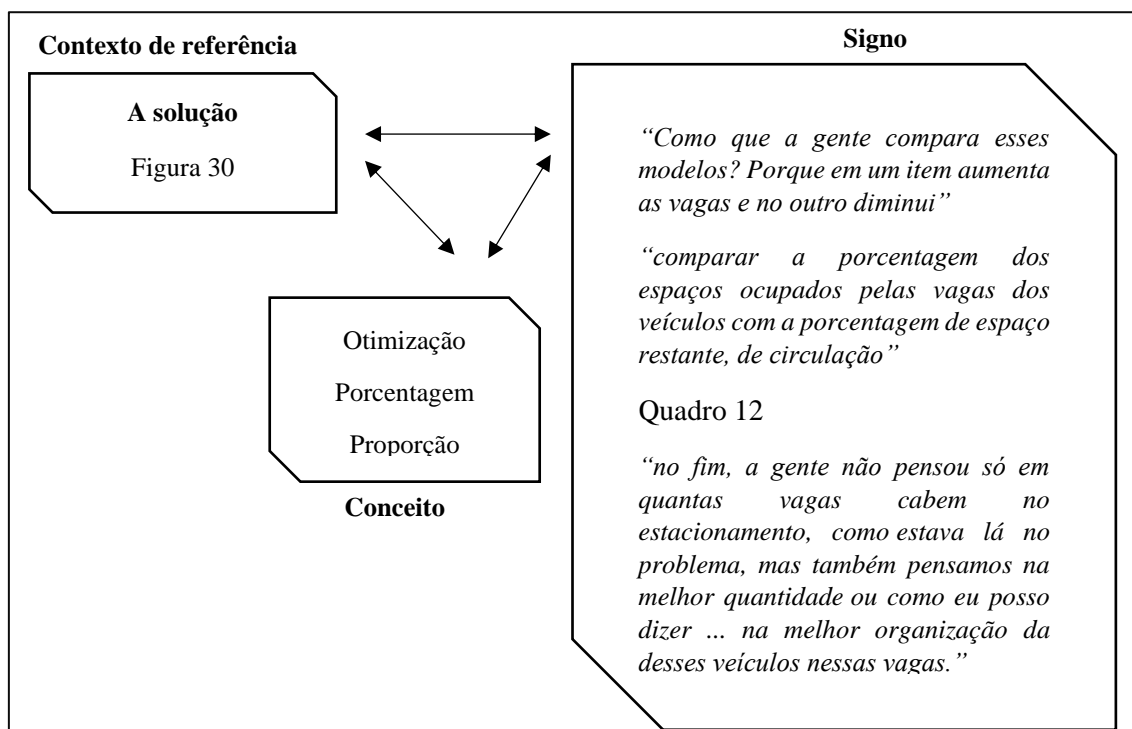 Contexto de referência
A solução
Figura 30
Signo
“Como que a gente compara esses
modelos? Porque em um item aumenta
as vagas e no outro diminui”
“comparar a porcentagem dos
espaços ocupados pelas vagas dos
veículos com a porcentagem de espaço
restante, de circulação”
Quadro 12
“no fim, a gente não pensou só em
quantas vagas cabem no
estacionamento, como estava lá no
problema, mas também pensamos na
melhor quantidade ou como eu posso
dizer ... na melhor organização da
desses veículos nessas vagas.”
Otimização
Porcentagem
Proporção
Conceito